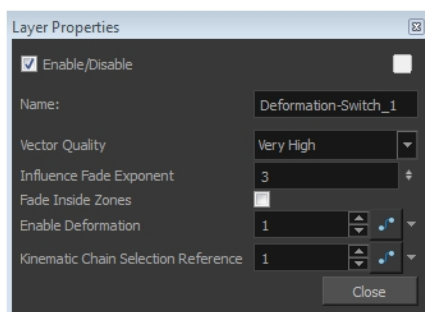 Layer Properties
Enable/Disable
Name: Deformation-Switch_1
Vector Quality Very High
Influence Fade Exponent 3
Fade Inside Zones
Enable Deformation 1
Kinematic Chain Selection Reference 1
Close